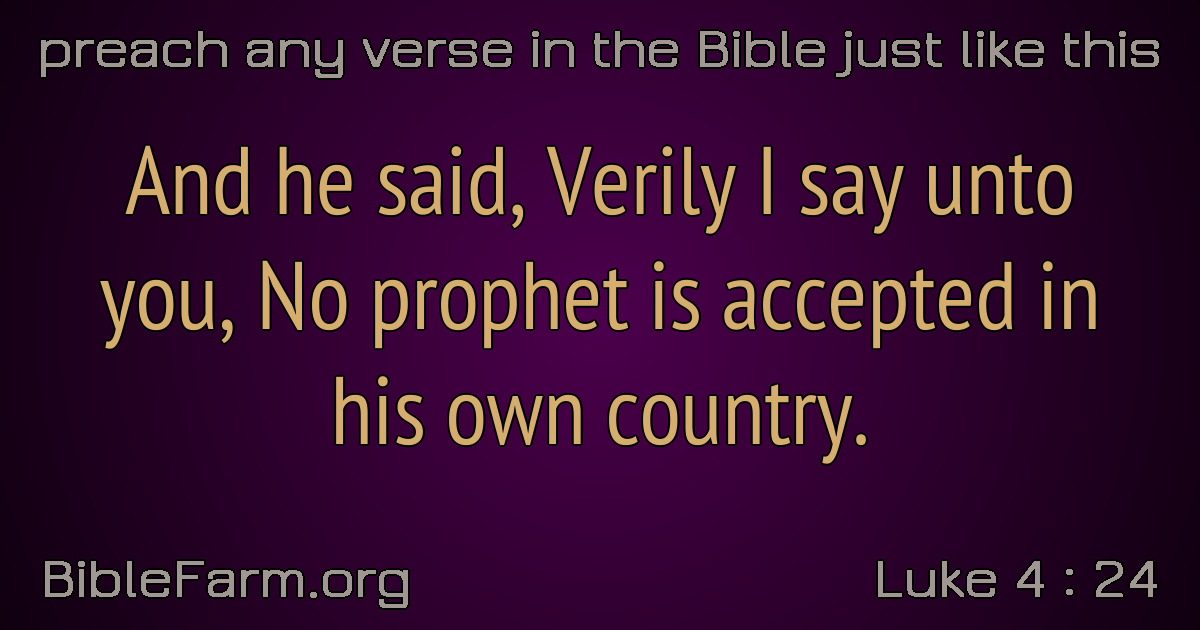 preach any verse in the Bible just like this
And he said, Verily I say unto
you, No prophet is accepted in
his own country.
BibleFarm.org
Luke 4 : 24